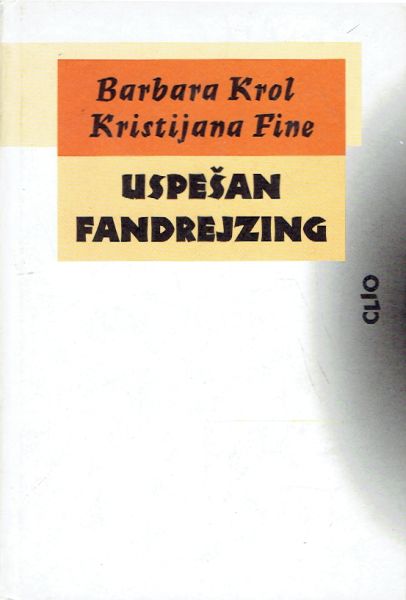 Barbara Krol
Kristijana Fine
USPEŠAN
FANDREJZING
CLIO